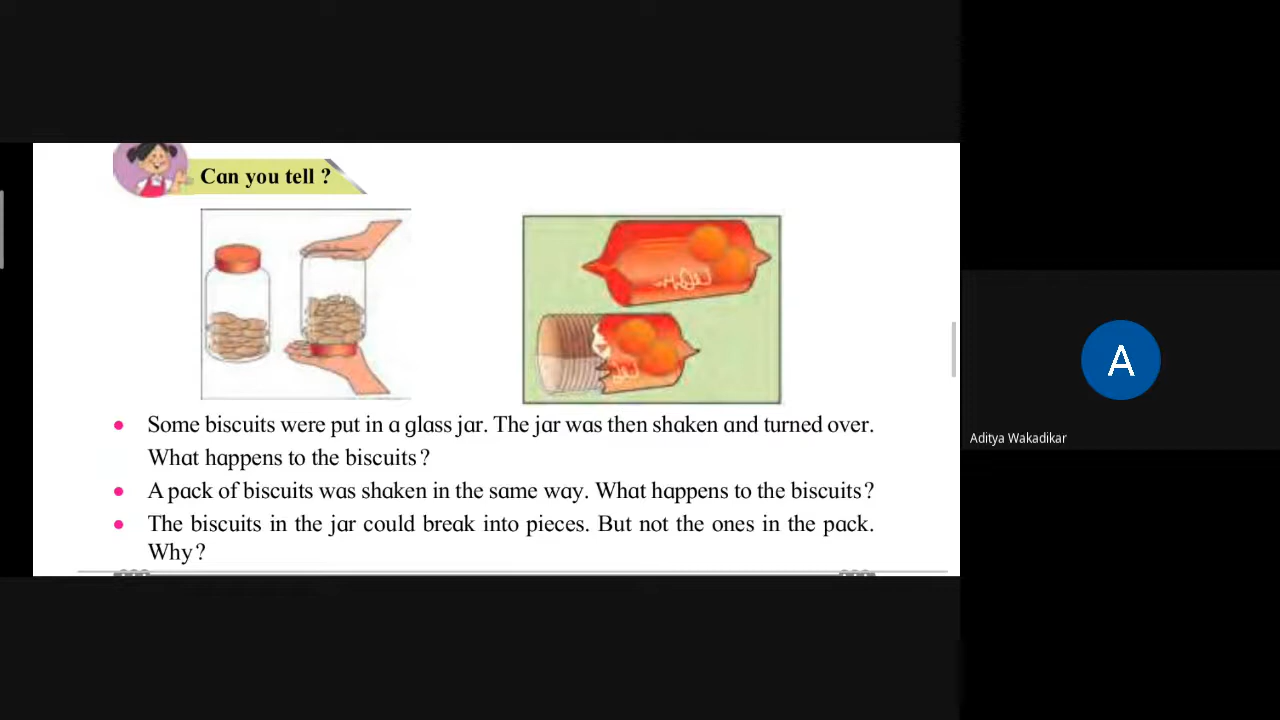 Can you tell ?
Some biscuits were put in a glass jar. The jar was then shaken and turned over.
What happens to the biscuits ?
A pack of biscuits was shaken in the same way. What happens to the biscuits ?
The biscuits in the jar could break into pieces. But not the ones in the pack.
Why ?
A
Aditya Wakadikar